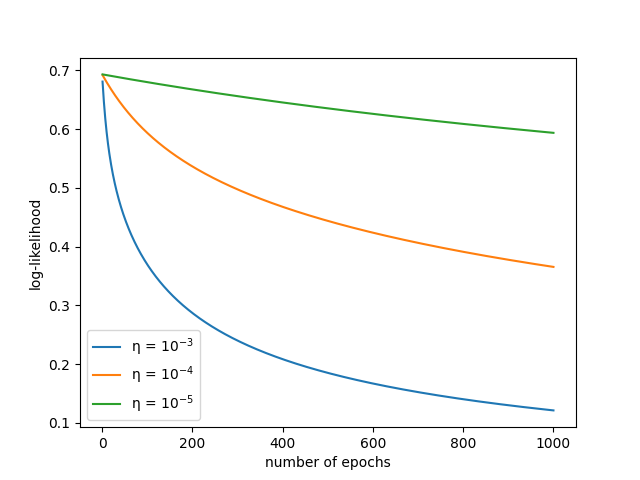 0.7
0.6
0.5
0.4
0.3
0.2
0.1
log-likelihood
η = 10⁻³
η = 10⁻⁴
η = 10⁻⁵
0 200 400 600 800 1000
number of epochs